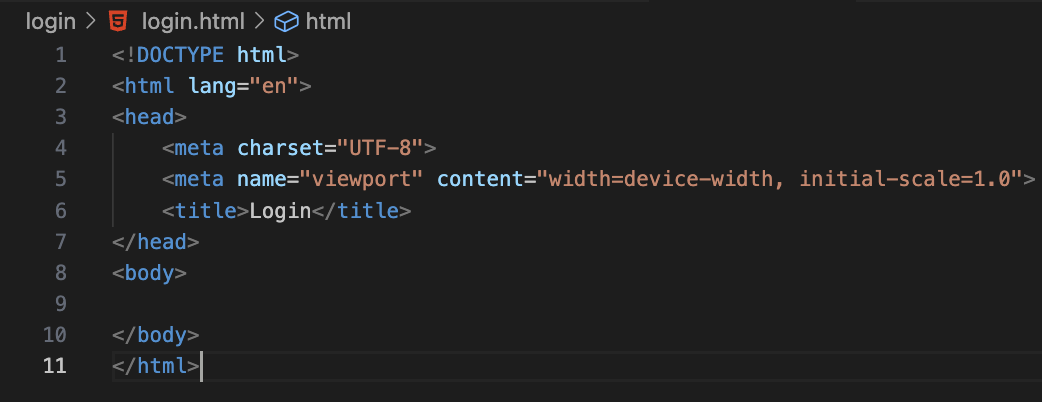 login > login.html > html
1 <!DOCTYPE html>
2 <html lang="en">
3 <head>
4     <meta charset="UTF-8">
5     <meta name="viewport" content="width=device-width, initial-scale=1.0">
6     <title>Login</title>
7 </head>
8 <body>
9
10 </body>
11 </html>